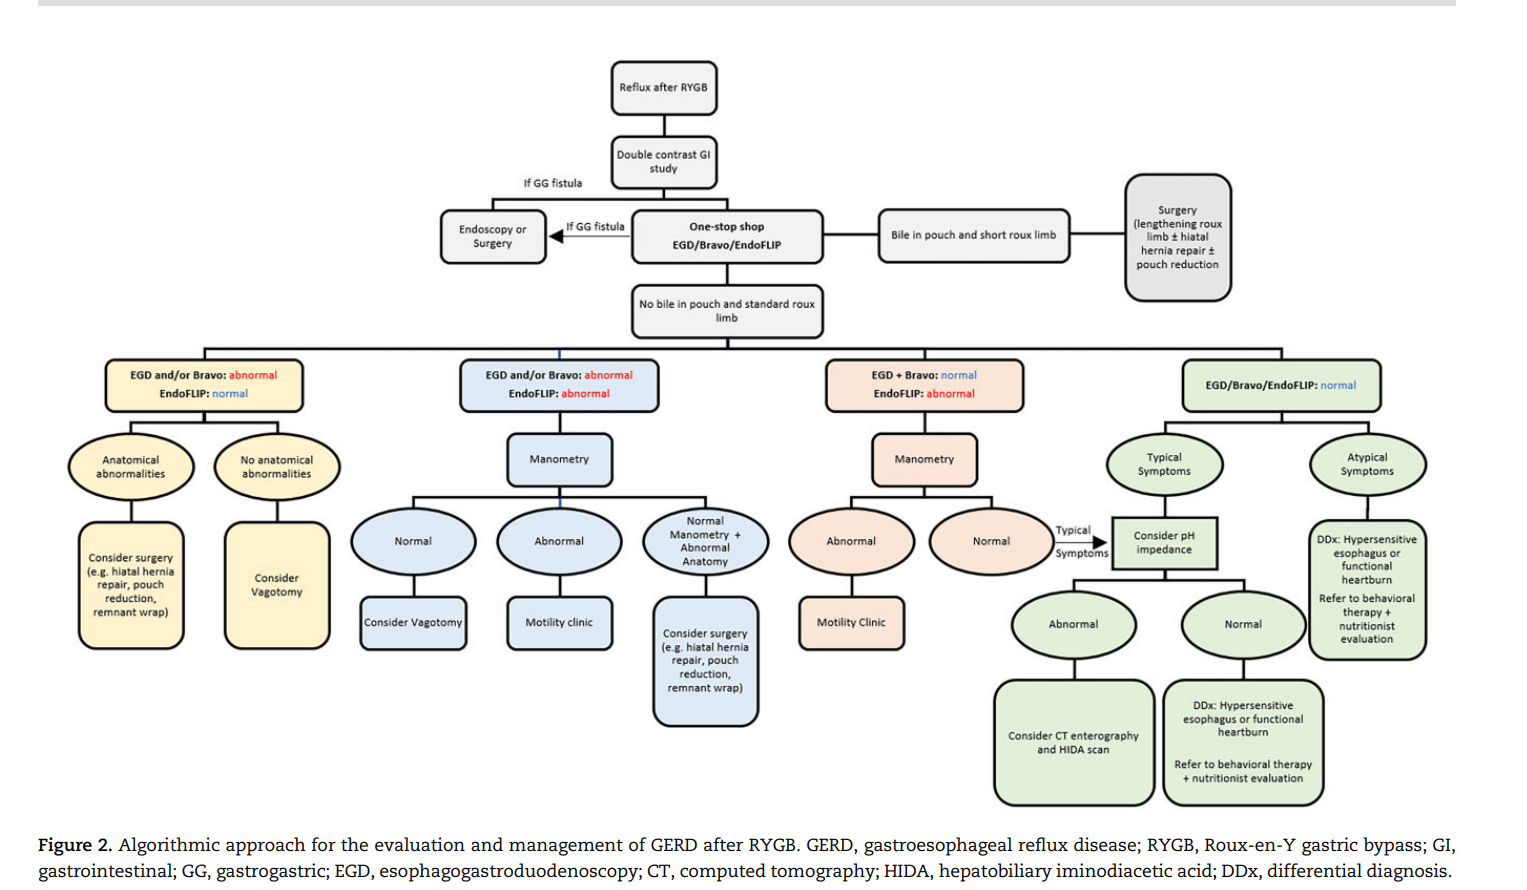 Reflux after RYGB
Double contrast GI
study
If GG fistula
Endoscopy or
Surgery
If GG fistula
One-stop shop
EGD/Bravo/EndoFLIP
Bile in pouch and short roux limb
Surgery
(lengthening roux
limb ± hiatal
hernia repair ±
pouch reduction
No bile in pouch and standard roux
limb
EGD and/or Bravo: abnormal
EndoFLIP: normal
EGD and/or Bravo: abnormal
EndoFLIP: abnormal
EGD + Bravo: normal
EndoFLIP: abnormal
EGD/Bravo/EndoFLIP: normal
Anatomical
abnormalities
No anatomical
abnormalities
Manometry
Manometry
Typical
Symptoms
Atypical
Symptoms
Consider surgery
(e.g. hiatal hernia
repair, pouch
reduction,
remnant wrap)
Consider
Vagotomy
Normal
Abnormal
Normal
Manometry +
Abnormal
Anatomy
Abnormal
Normal
Typical
Symptoms
Consider pH
impedance
DDx: Hypersensitive
esophagus or
functional
heartburn
Refer to behavioral
therapy +
nutritionist
evaluation
Consider Vagotomy
Motility clinic
Consider surgery
(e.g. hiatal hernia
repair, pouch
reduction,
remnant wrap)
Motility Clinic
Abnormal
Normal
Consider CT enterography
and HIDA scan
DDx: Hypersensitive
esophagus or functional
heartburn
Refer to behavioral therapy
+ nutritionist evaluation
Figure 2. Algorithmic approach for the evaluation and management of GERD after RYGB. GERD, gastroesophageal reflux disease; RYGB, Roux-en-Y gastric bypass; GI,
gastrointestinal; GG, gastrogastric; EGD, esophagogastroduodenoscopy; CT, computed tomography; HIDA, hepatobiliary iminodiacetic acid; DDx, differential diagnosis.